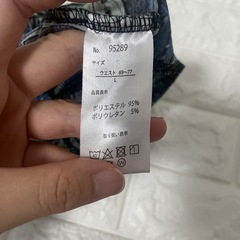 No. 95289
サイズ
ウエスト 69〜77
L
品質表示
ポリエステル 95%
ポリウレタン 5%
取り扱い表示